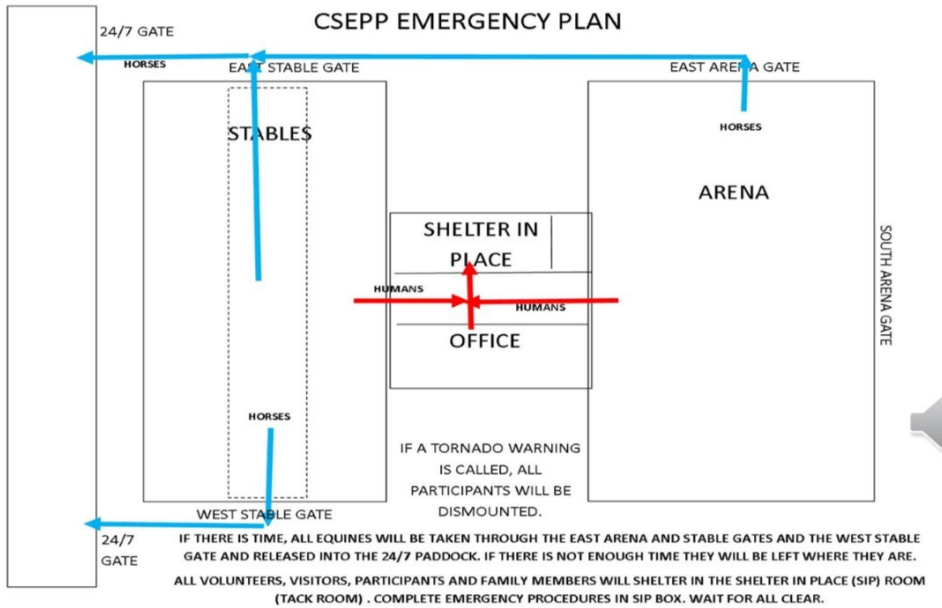 CSEPP EMERGENCY PLAN
24/7 GATE
HORSES
EAST STABLE GATE
EAST ARENA GATE
STABLES
HORSES
ARENA
SHELTER IN
PLACE
HUMANS
HUMANS
OFFICE
SOUTH ARENA GATE
HORSES
IF A TORNADO WARNING
IS CALLED, ALL
PARTICIPANTS WILL BE
DISMOUNTED.
WEST STABLE GATE
24/7
GATE
IF THERE IS TIME, ALL EQUINES WILL BE TAKEN THROUGH THE EAST ARENA AND STABLE GATES AND THE WEST STABLE
GATE AND RELEASED INTO THE 24/7 PADDOCK. IF THERE IS NOT ENOUGH TIME THEY WILL BE LEFT WHERE THEY ARE.
ALL VOLUNTEERS, VISITORS, PARTICIPANTS AND FAMILY MEMBERS WILL SHELTER IN THE SHELTER IN PLACE (SIP) ROOM
(TACK ROOM) . COMPLETE EMERGENCY PROCEDURES IN SIP BOX. WAIT FOR ALL CLEAR.